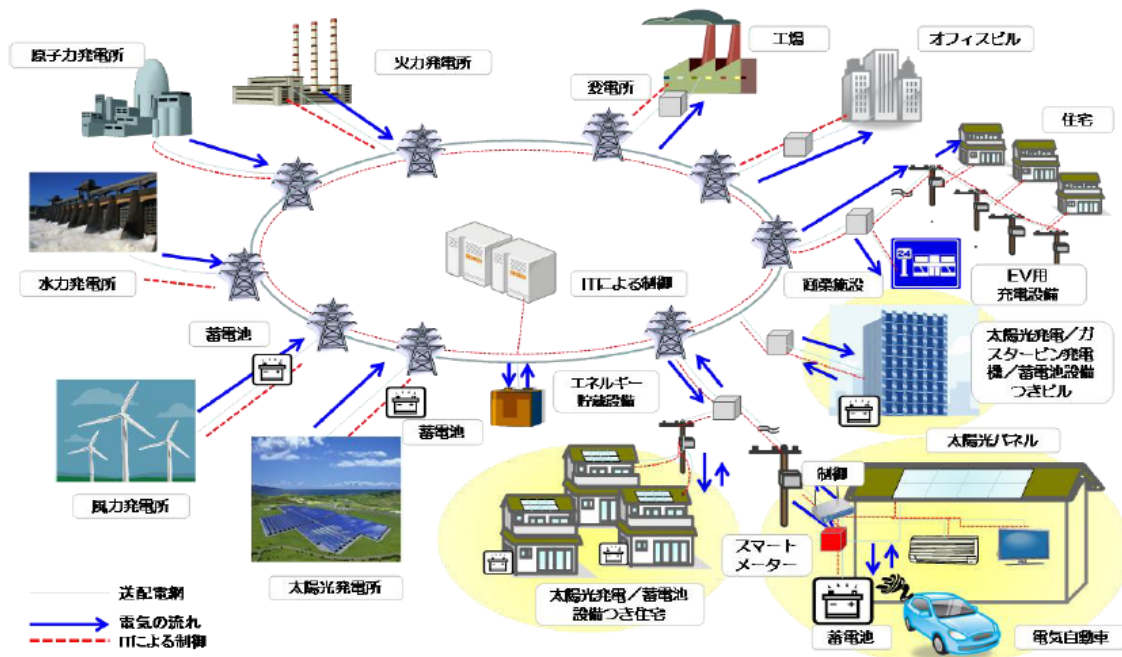 工場
オフィスビル
原子力発電所
火力発電所
変電所
住宅
水力発電所
ITによる制御
商業施設
EV用
充電設備
24
蓄電池
太陽光発電/ガ
スタービン発電
機/蓄電池設備
つきビル
エネルギー
貯蔵設備
蓄電池
太陽光パネル
制御
風力発電所
スマート
メーター
太陽光発電所
太陽光発電/蓄電池
設備つき住宅
蓄電池
電気自動車
送配電網
電気の流れ
ITによる制御